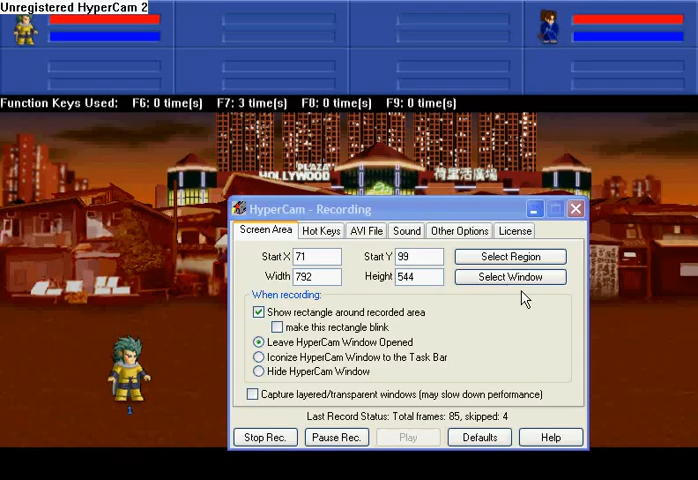 Unregistered HyperCam 2
Function Keys Used: F6: 0 time(s) F7: 3 time(s) F8: 0 time(s) F9: 0 time(s)
PLAZA
HOLLYWOOD 荷里活廣場
HyperCam - Recording
Screen Area Hot Keys AVI File Sound Other Options License
Start X 71 Start Y 99 Select Region
Width 792 Height 544 Select Window
When recording:
Show rectangle around recorded area
make this rectangle blink
Leave HyperCam Window Opened
Iconize HyperCam Window to the Task Bar
Hide HyperCam Window
Capture layered/transparent windows (may slow down performance)
Last Record Status: Total frames: 85, skipped: 4
Stop Rec. Pause Rec. Play Defaults Help
1